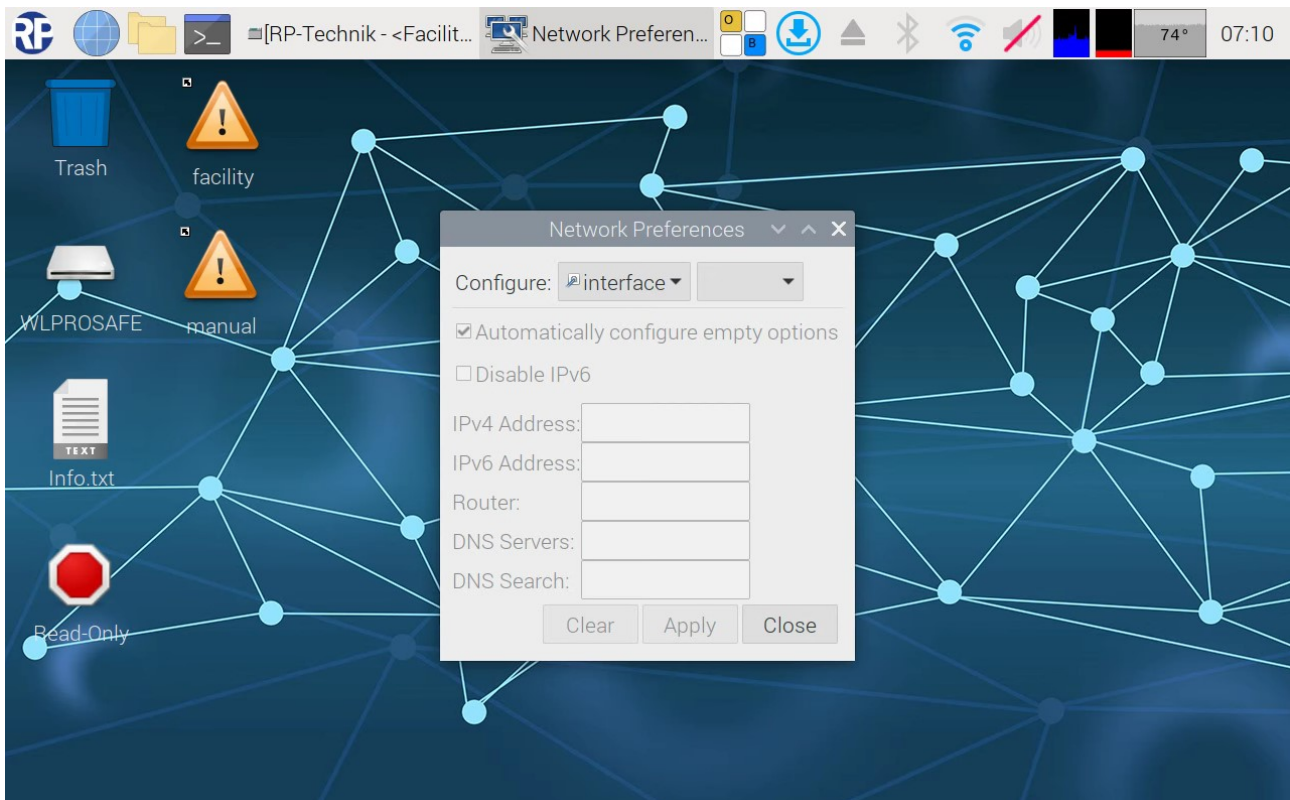 RP >_ [RP-Technik - <Facilit... Network Preferen... O B 74° 07:10
Trash
facility
WLPROSAFE
manual
Info.txt
TEXT
Read-Only
Network Preferences
Configure: interface
Automatically configure empty options
Disable IPv6
IPv4 Address:
IPv6 Address:
Router:
DNS Servers:
DNS Search:
Clear Apply Close